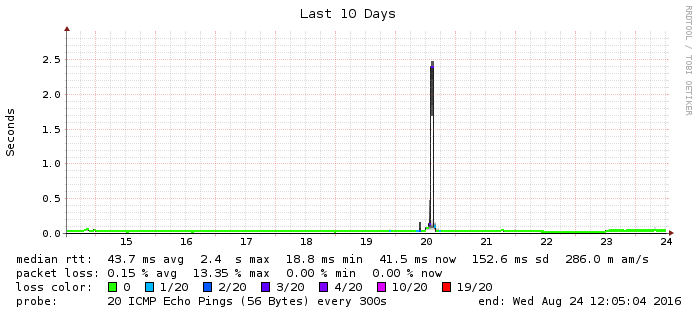 Last 10 Days
RRDTOOL / TOBI OETIKER
Seconds
2.5
2.0
1.5
1.0
0.5
0.0
15 16 17 18 19 20 21 22 23 24
median rtt: 43.7 ms avg 2.4 s max 18.8 ms min 41.5 ms now 152.6 ms sd 286.0 m am/s
packet loss: 0.15 % avg 13.35 % max 0.00 % min 0.00 % now
loss color: 0 1/20 2/20 3/20 4/20 10/20 19/20
probe: 20 ICMP Echo Pings (56 Bytes) every 300s end: Wed Aug 24 12:05:04 2016